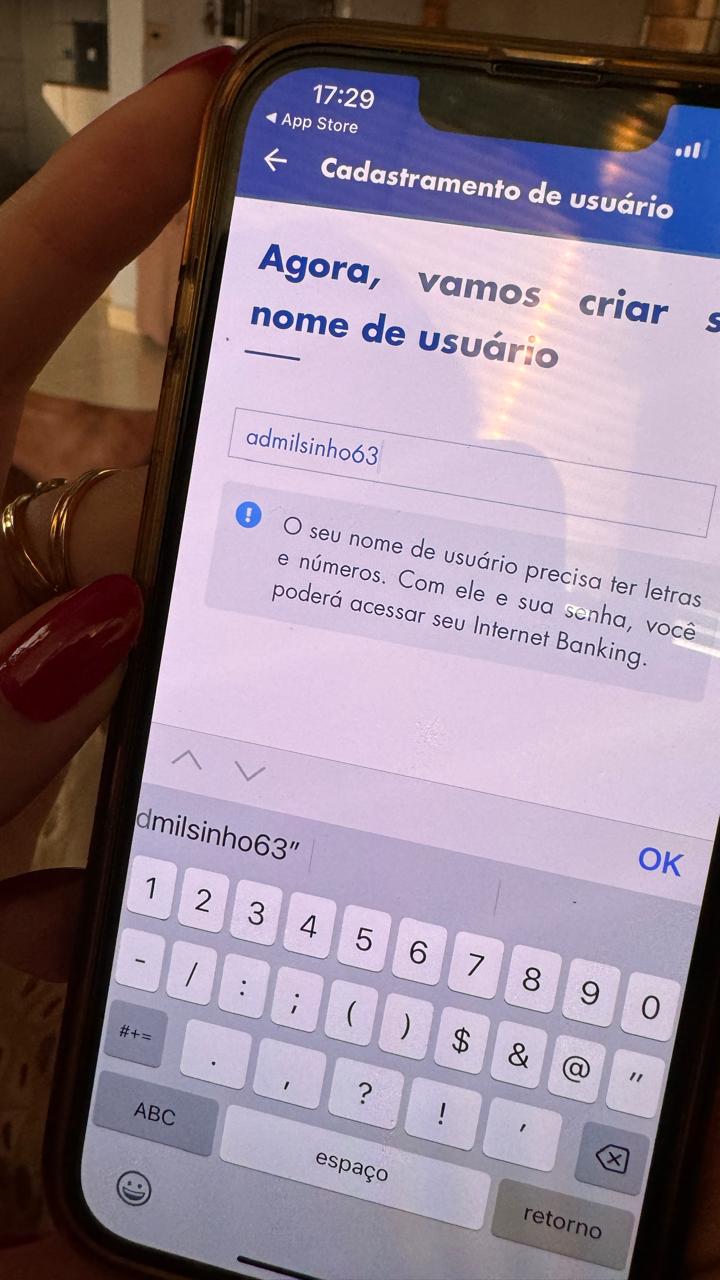 17:29
App Store
Cadastramento de usuário
Agora, vamos criar s
nome de usuário
admilsinho63
O seu nome de usuário precisa ter letras
e números. Com ele e sua senha, você
poderá acessar seu Internet Banking.
dmilsinho63"
OK
1 2 3 4 5 6 7 8 9 0
- / : ; ( ) $ & @ "
#+= . , ? ! '
ABC espaço retorno